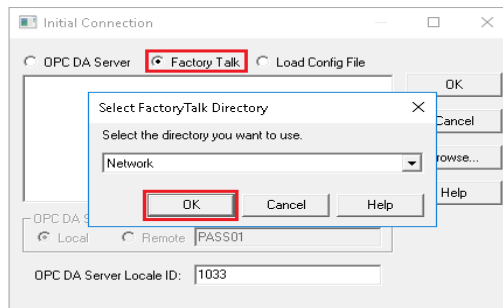 Initial Connection
OPC DA Server Factory Talk Load Config File
OK
Select FactoryTalk Directory
Cancel
Select the directory you want to use.
Network
rowse...
OK Cancel Help
Help
OPC DA S
Local Remote PASS01
OPC DA Server Locale ID: 1033